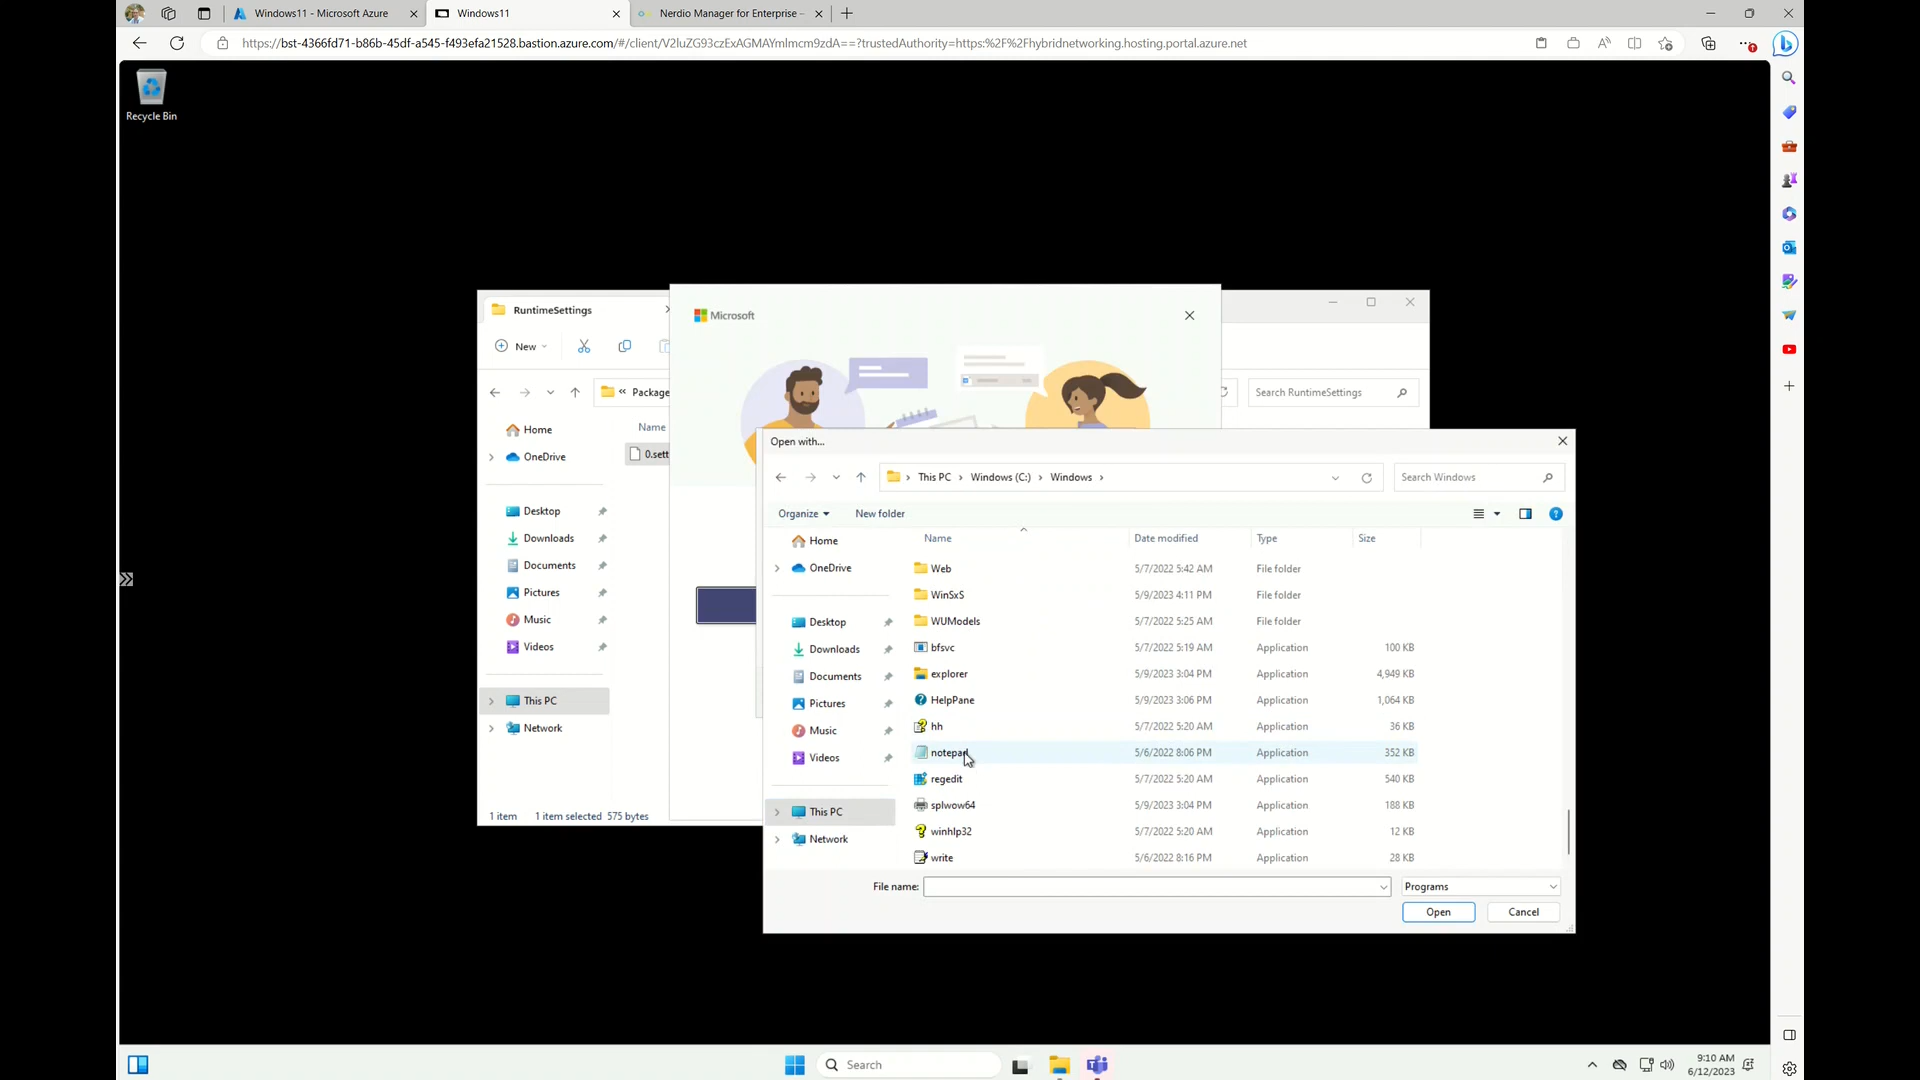 Windows11 - Microsoft Azure
Windows11
Nerdio Manager for Enterprise -
https://bst-4366fd71-b86b-45df-a545-f493efa21528.bastion.azure.com/#/client/V2luZG93czExAGMAYmlmcm9zdA==?trustedAuthority=https:%2F%2Fhybridnetworking.hosting.portal.azure.net
Recycle Bin
RuntimeSettings
New
Package
Search RuntimeSettings
Name
0.sett
Home
OneDrive
Desktop
Downloads
Documents
Pictures
Music
Videos
This PC
Network
1 item 1 item selected 575 bytes
Microsoft
Open with...
This PC > Windows (C:) > Windows >
Search Windows
Organize New folder
Home
OneDrive
Desktop
Downloads
Documents
Pictures
Music
Videos
This PC
Network
Name Date modified Type Size
Web 5/7/2022 5:42 AM File folder
WinSxS 5/9/2023 4:11 PM File folder
WUModels 5/7/2022 5:25 AM File folder
bfsvc 5/7/2022 5:19 AM Application 100 KB
explorer 5/9/2023 3:04 PM Application 4,949 KB
HelpPane 5/9/2023 3:06 PM Application 1,064 KB
hh 5/7/2022 5:20 AM Application 36 KB
notepad 5/6/2022 8:06 PM Application 352 KB
regedit 5/7/2022 5:20 AM Application 540 KB
splwow64 5/9/2023 3:04 PM Application 188 KB
winhlp32 5/7/2022 5:20 AM Application 12 KB
write 5/6/2022 8:16 PM Application 28 KB
File name:
Programs
Open Cancel
Search
9:10 AM
6/12/2023